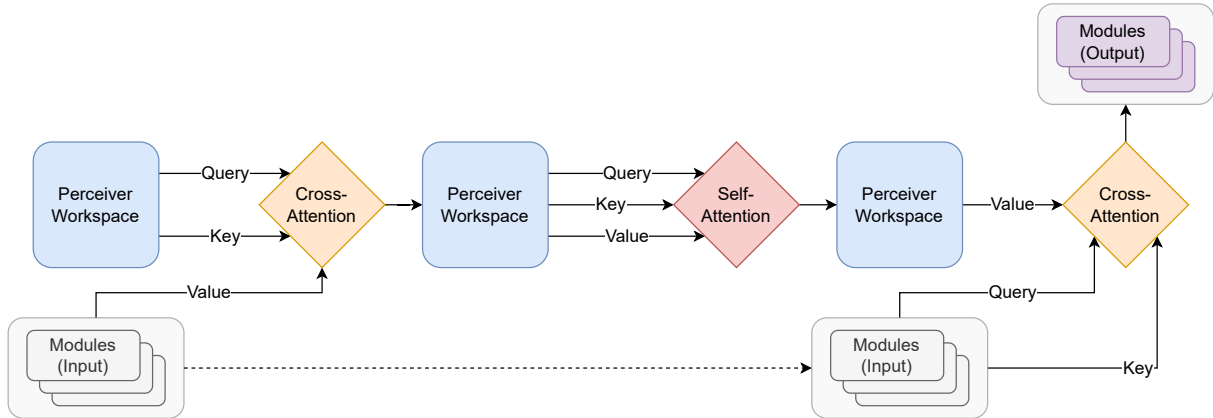 Modules
(Output)
Perceiver
Workspace
Query
Key
Cross-
Attention
Perceiver
Workspace
Query
Key
Value
Self-
Attention
Perceiver
Workspace
Value
Cross-
Attention
Value
Query
Modules
(Input)
Modules
(Input)
Key